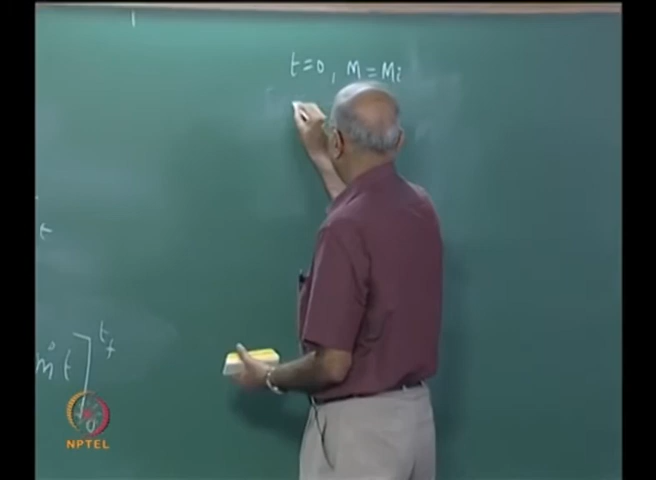 t=0, M=Mi
t
ṁ t]
tf
NPTEL